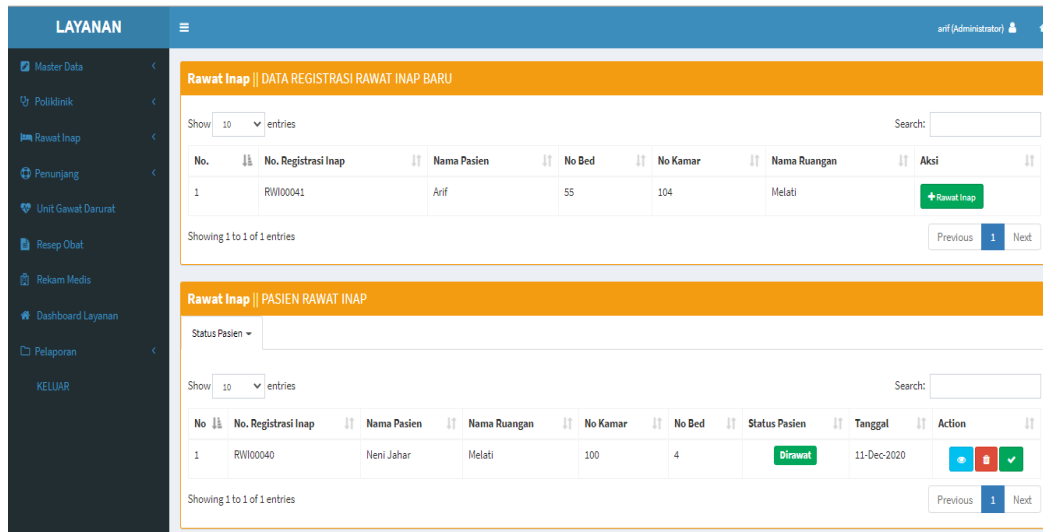 LAYANAN
arif (Administrator)
Master Data
Poliklinik
Rawat Inap
Penunjang
Unit Gawat Darurat
Resep Obat
Rekam Medis
Dashboard Layanan
Pelaporan
KELUAR
Rawat Inap || DATA REGISTRASI RAWAT INAP BARU
Show 10 entries Search:
No. No. Registrasi Inap Nama Pasien No Bed No Kamar Nama Ruangan Aksi
1 RWI00041 Arif 55 104 Melati +Rawat Inap
Showing 1 to 1 of 1 entries Previous 1 Next
Rawat Inap || PASIEN RAWAT INAP
Status Pasien
Show 10 entries Search:
No No. Registrasi Inap Nama Pasien Nama Ruangan No Kamar No Bed Status Pasien Tanggal Action
1 RWI00040 Neni Jahar Melati 100 4 Dirawat 11-Dec-2020
Showing 1 to 1 of 1 entries Previous 1 Next